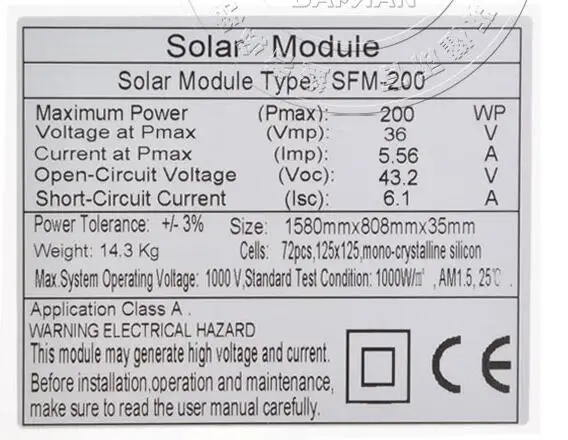 DAMIAN
Solar Module
Solar Module Type: SFM-200
Maximum Power (Pmax): 200 WP
Voltage at Pmax (Vmp): 36 V
Current at Pmax (Imp): 5.56 A
Open-Circuit Voltage (Voc): 43.2 V
Short-Circuit Current (Isc): 6.1 A
Power Tolerance: +/- 3% Size: 1580mmx808mmx35mm
Weight: 14.3 Kg Cells: 72pcs,125x125,mono-crystalline silicon
Max.System Operating Voltage: 1000 V,Standard Test Condition: 1000W/㎡ , AM1.5, 25℃ .
Application Class A .
WARNING ELECTRICAL HAZARD
This module may generate high voltage and current.
Before installation,operation and maintenance,
make sure to read the user manual carefully.
CE